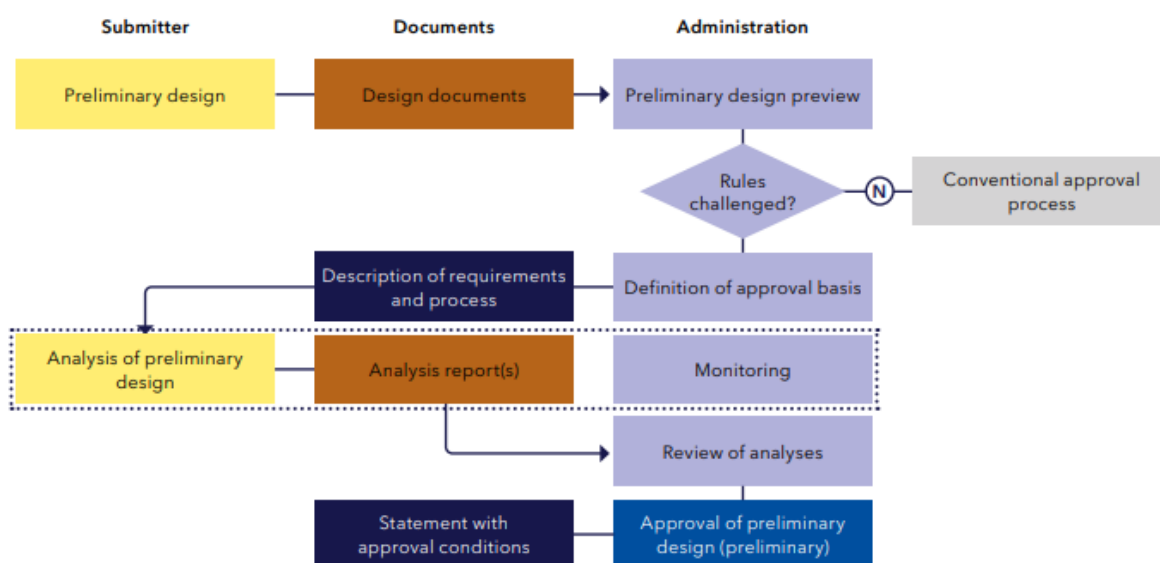 Submitter
Documents
Administration
Preliminary design
Design documents
Preliminary design preview
Rules
challenged?
N
Conventional approval
process
Description of requirements
and process
Definition of approval basis
Analysis of preliminary
design
Analysis report(s)
Monitoring
Review of analyses
Statement with
approval conditions
Approval of preliminary
design (preliminary)